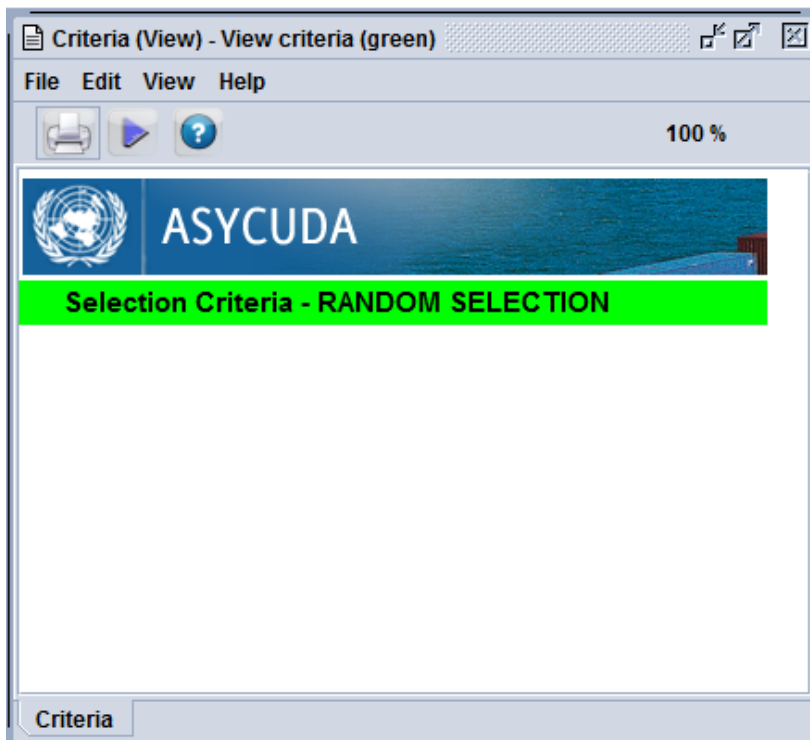 Criteria (View) - View criteria (green)
File Edit View Help
100 %
ASYCUDA
Selection Criteria - RANDOM SELECTION
Criteria